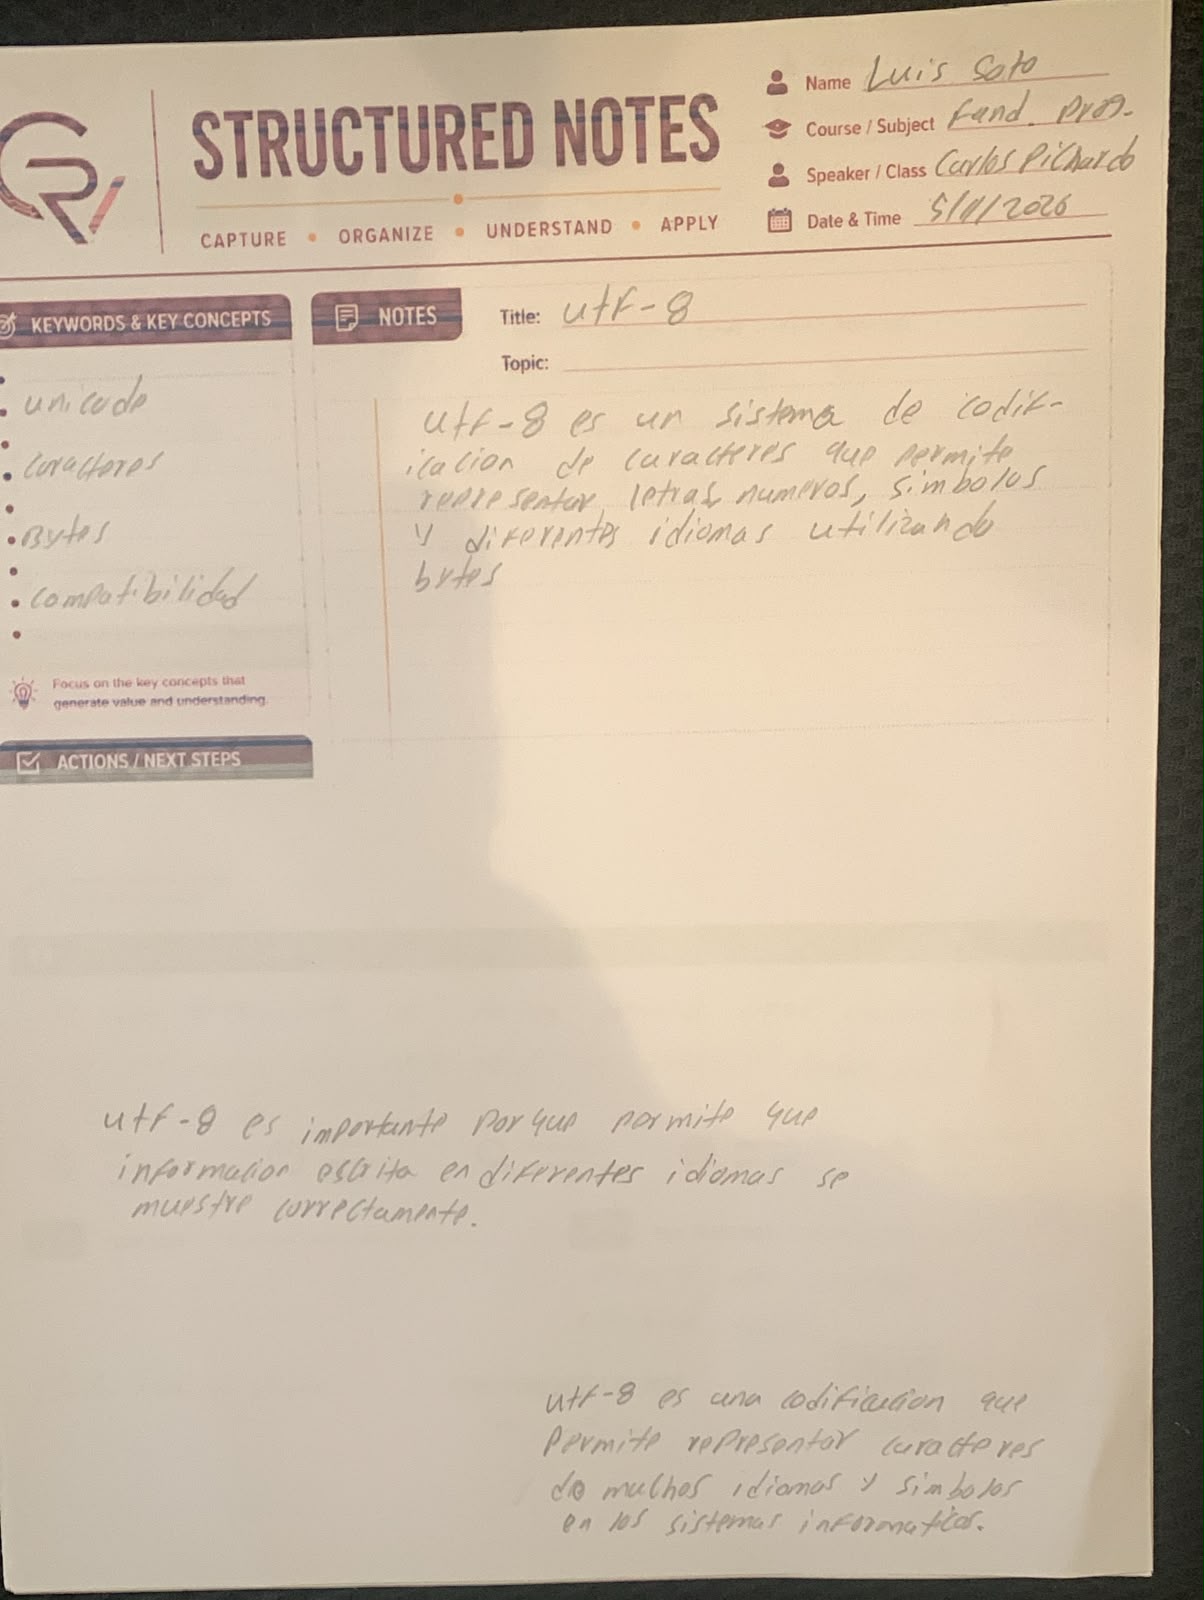 GRV
STRUCTURED NOTES
CAPTURE • ORGANIZE • UNDERSTAND • APPLY
Name Luis Soto
Course / Subject Fund. Prog.
Speaker / Class Carlos Pichardo
Date & Time 5/11/2026
KEYWORDS & KEY CONCEPTS
• unicode
• caracteres
• Bytes
• compatibilidad
Focus on the key concepts that
generate value and understanding.
ACTIONS / NEXT STEPS
NOTES
Title: utf-8
Topic:
utf-8 es un sistema de codif-
icacion de caracteres que permite
representar letras, numeros, simbolos
y diferentes idiomas utilizando
bytes
utf-8 es importante porque permite que
informacion escrita en diferentes idiomas se
muestre correctamente.
utf-8 es una codificacion que
permite representar caracteres
de muchos idiomas y simbolos
en los sistemas informaticos.